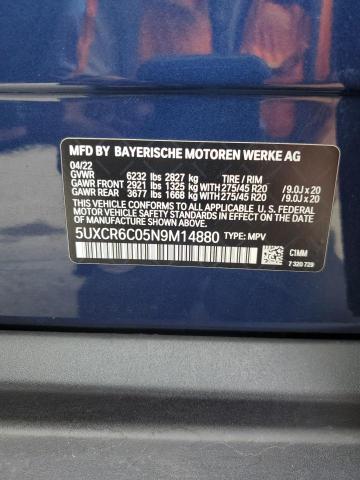 MFD BY BAYERISCHE MOTOREN WERKE AG
04/22
GVWR 6232 lbs 2827 kg TIRE / RIM
GAWR FRONT 2921 lbs 1325 kg 275/45 R20 / 9.0J x 20
GAWR REAR 3677 lbs 1668 kg 275/45 R20 / 9.0J x 20
THIS VEHICLE CONFORMS TO ALL APPLICABLE FEDERAL
MOTOR VEHICLE SAFETY STANDARDS IN EFFECT ON THE
DATE OF MANUFACTURE SHOWN ABOVE.
5UXCR6C05N9M14880 TYPE: MPV
C1MM
7 320 729